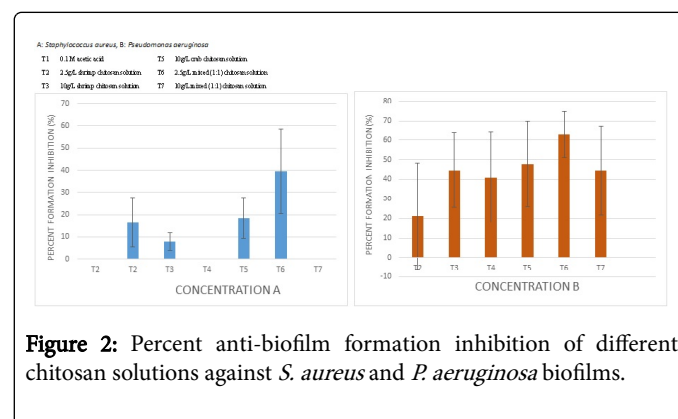 A: Staphylococcus aureus, B: Pseudomonas aeruginosa
T1 0.1M acetic acid T5 10g/L crab chitosan solution
T2 2.5g/L shrimp chitosan solution T6 2.5g/L mixed (1:1) chitosan solution
T3 10g/L shrimp chitosan solution T7 10g/L mixed (1:1) chitosan solution
PERCENT FORMATION INHIBITION (%)
70
60
50
40
30
20
10
0
T2 T2 T3 T4 T5 T6 T7
CONCENTRATION A
PERCENT FORMATION INHIBITION (%)
80
70
60
50
40
30
20
10
0
-10
T2 T3 T4 T5 T6 T7
CONCENTRATION B
Figure 2: Percent anti-biofilm formation inhibition of different
chitosan solutions against S. aureus and P. aeruginosa biofilms.